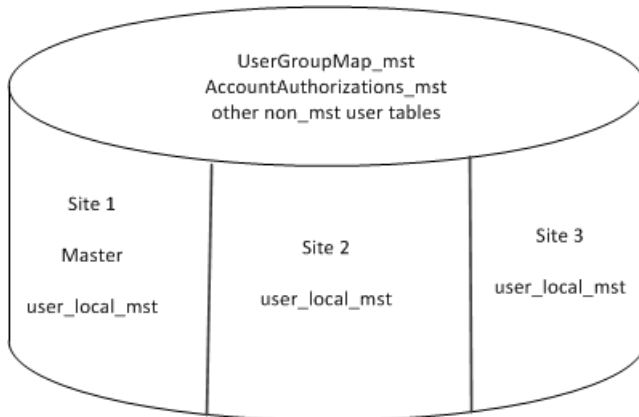 UserGroupMap_mst
AccountAuthorizations_mst
other non_mst user tables
Site 1
Master
user_local_mst
Site 2
user_local_mst
Site 3
user_local_mst